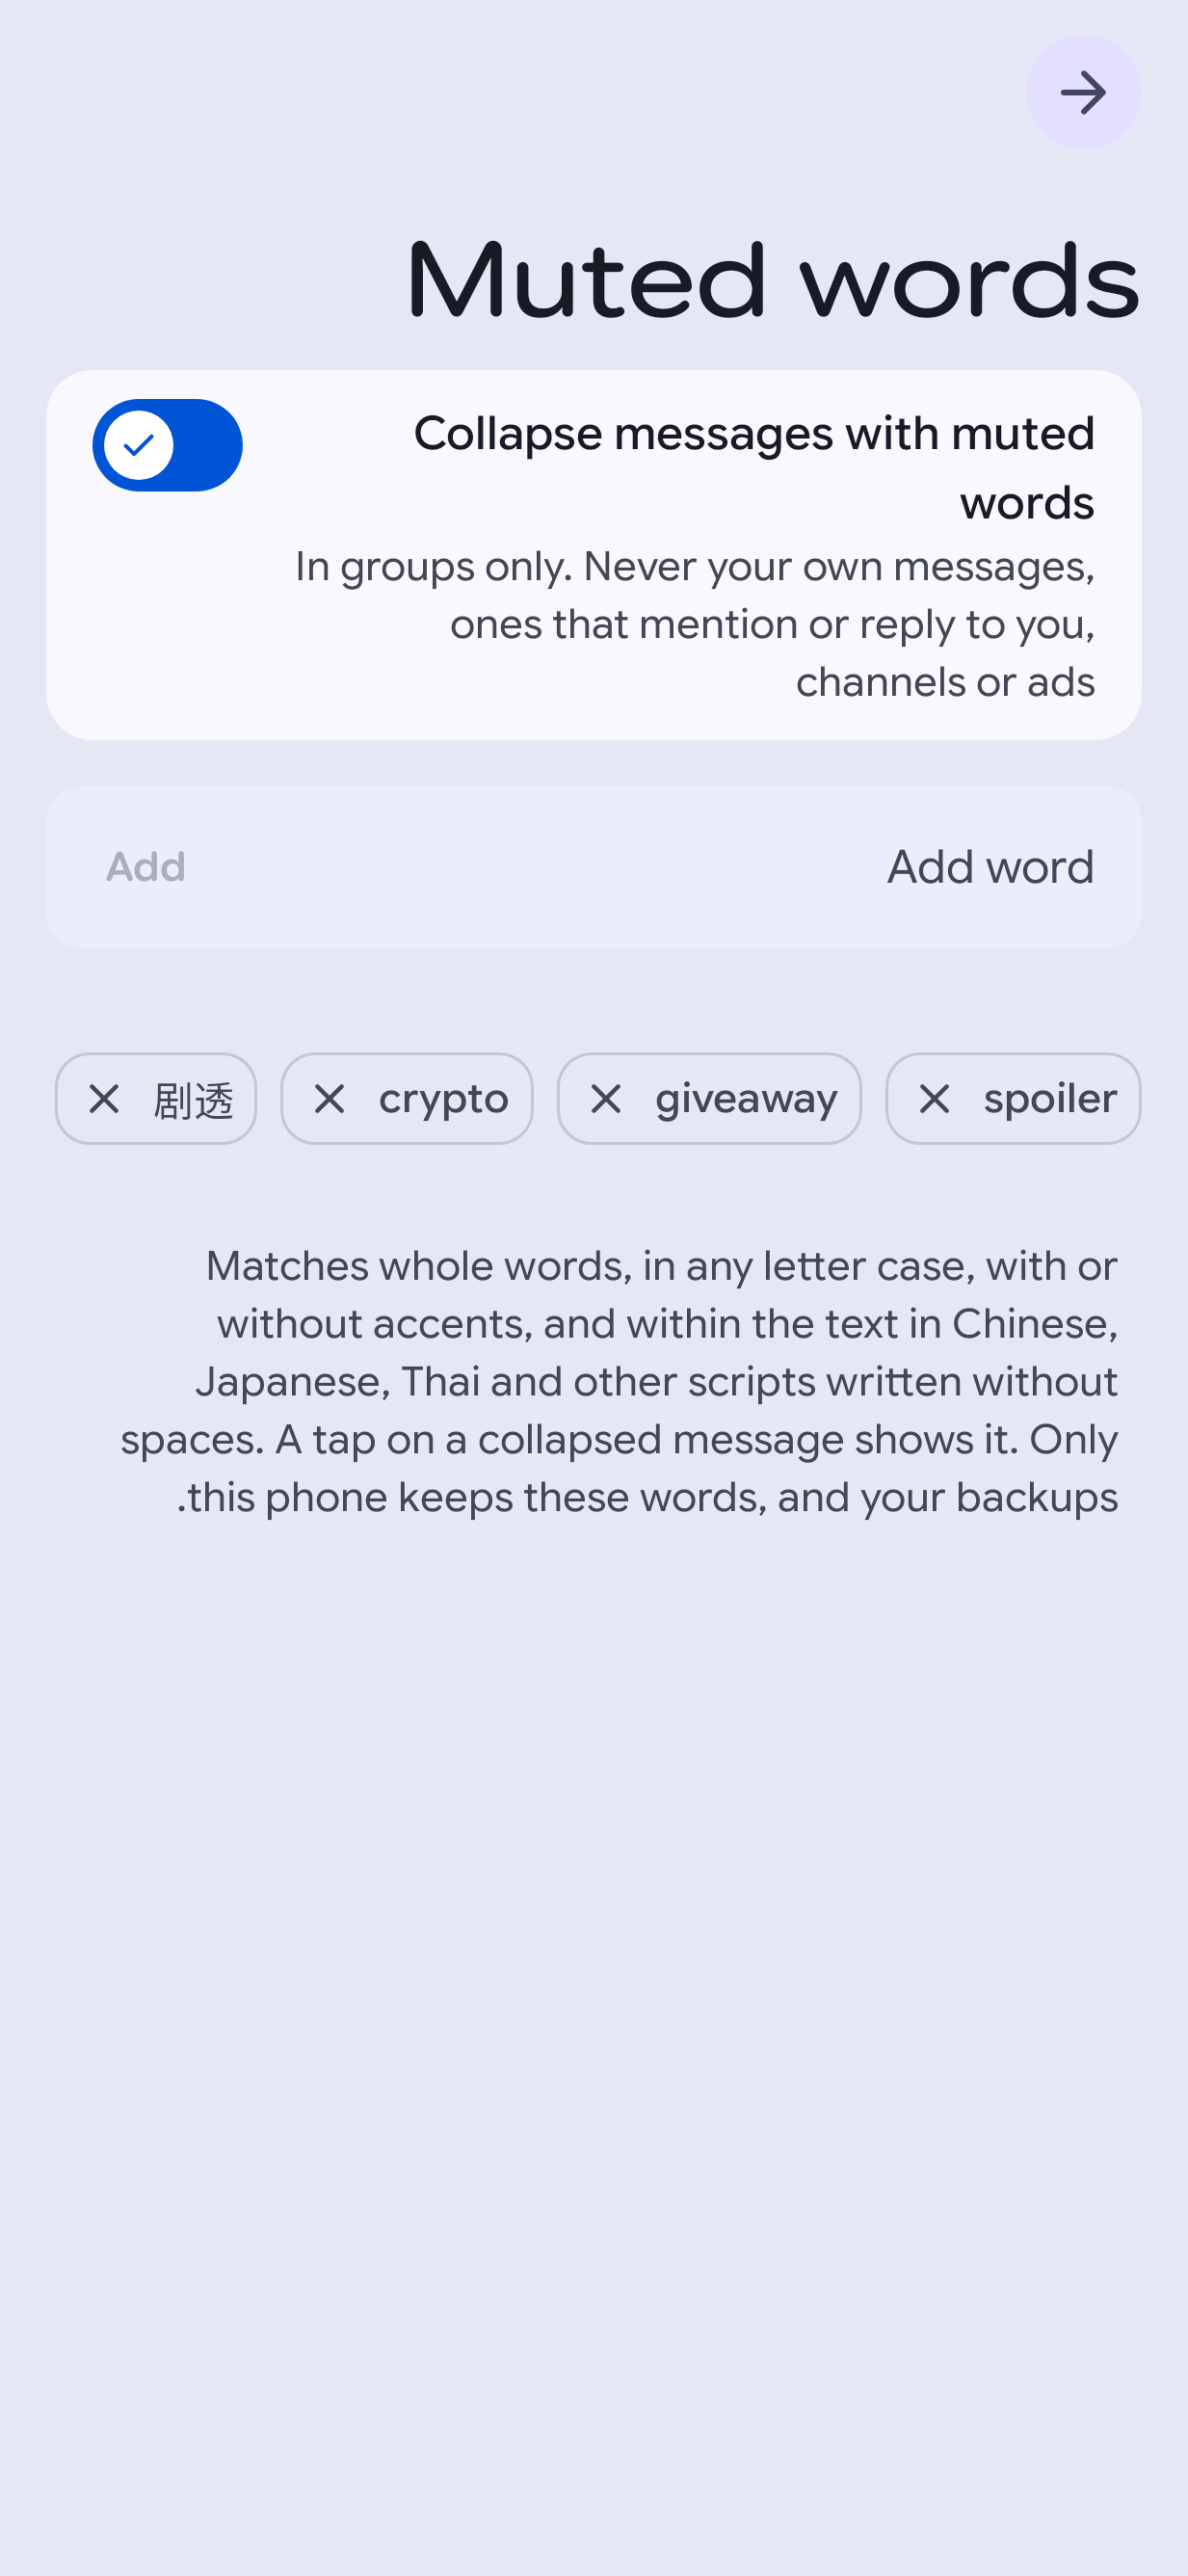 Muted words
Collapse messages with muted
words
In groups only. Never your own messages,
ones that mention or reply to you,
channels or ads
Add word
Add
spoiler
giveaway
crypto
剧透
Matches whole words, in any letter case, with or
without accents, and within the text in Chinese,
Japanese, Thai and other scripts written without
spaces. A tap on a collapsed message shows it. Only
this phone keeps these words, and your backups.